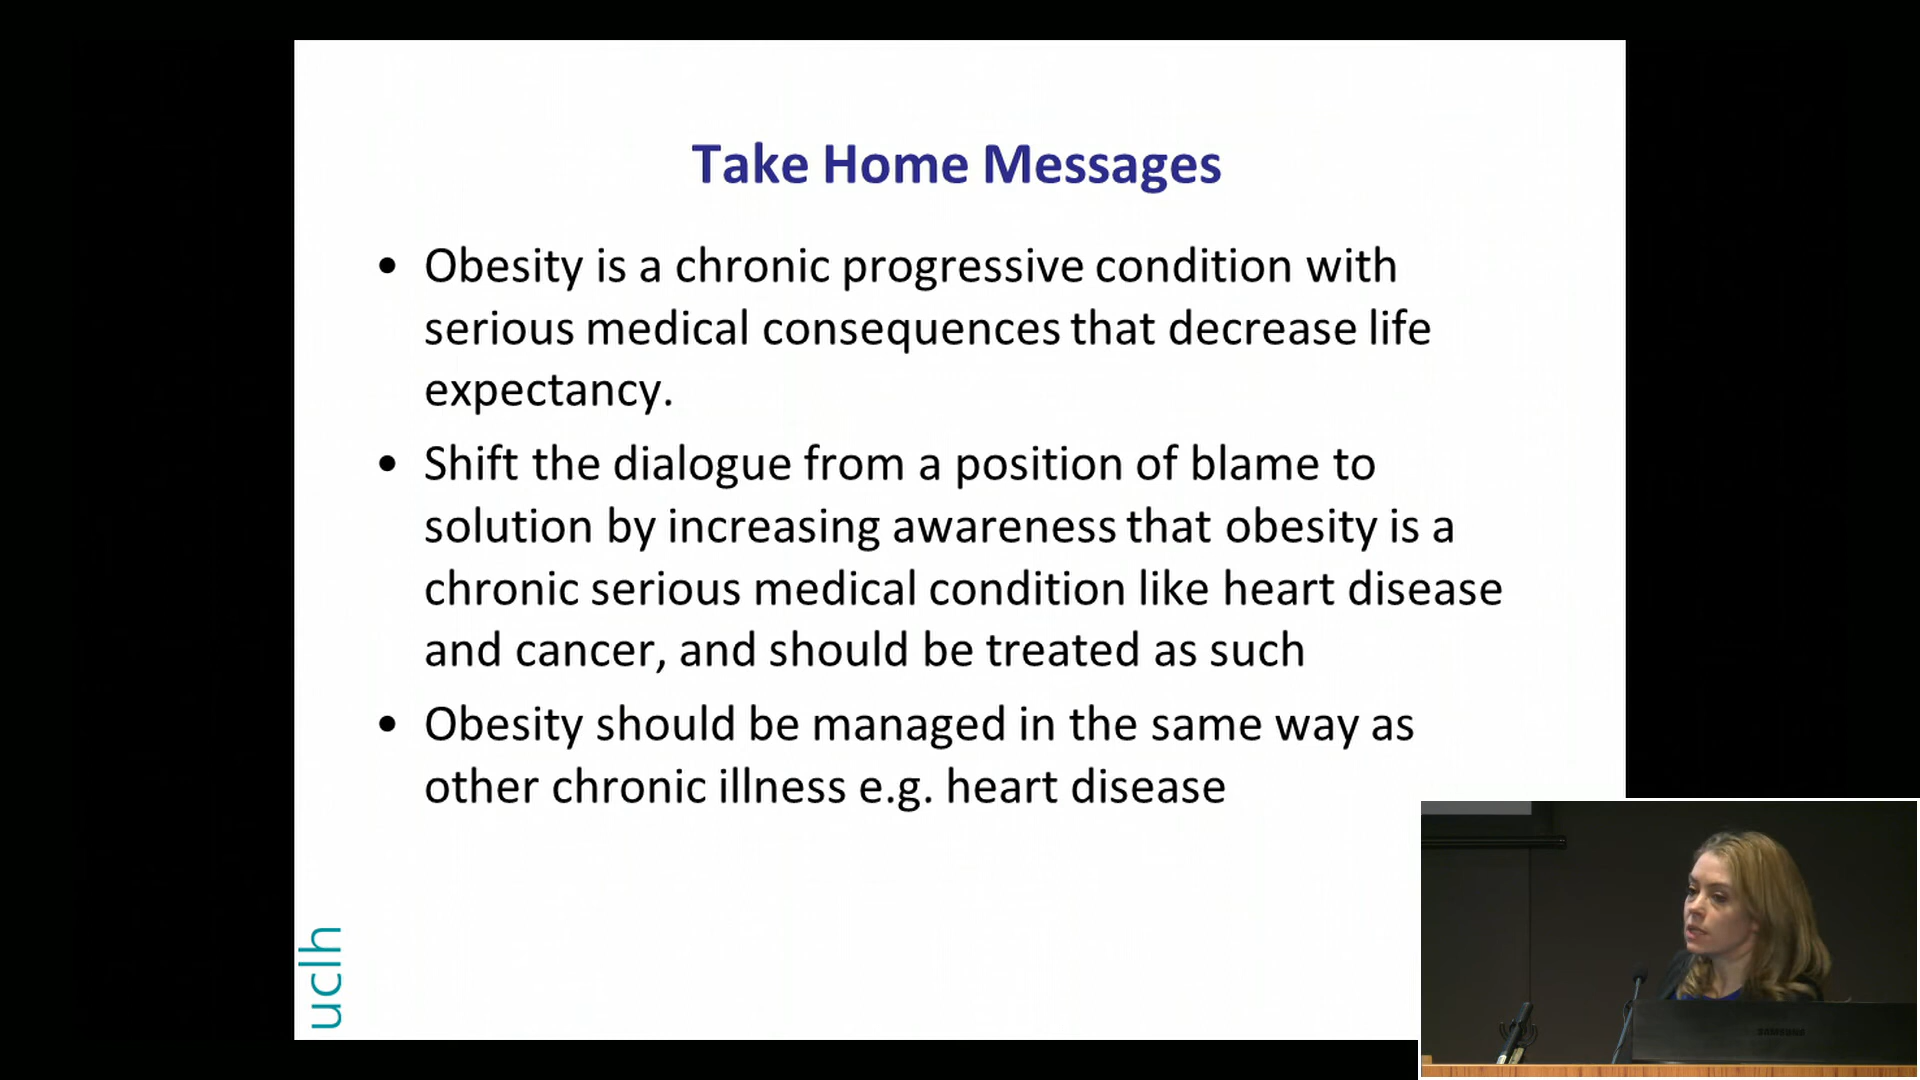 Take Home Messages
• Obesity is a chronic progressive condition with
serious medical consequences that decrease life
expectancy.
• Shift the dialogue from a position of blame to
solution by increasing awareness that obesity is a
chronic serious medical condition like heart disease
and cancer, and should be treated as such
• Obesity should be managed in the same way as
other chronic illness e.g. heart disease
uclh
SAMSUNG